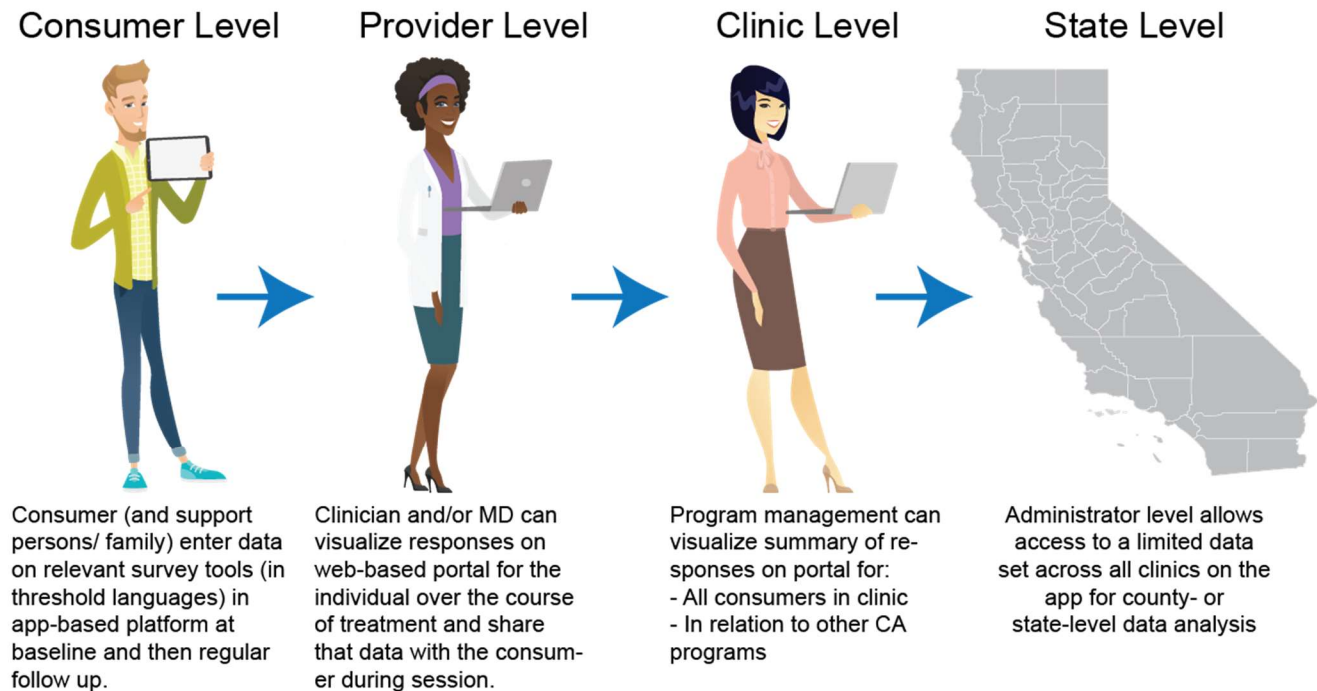 Consumer Level
Provider Level
Clinic Level
State Level
Consumer (and support
persons/ family) enter data
on relevant survey tools (in
threshold languages) in
app-based platform at
baseline and then regular
follow up.
Clinician and/or MD can
visualize responses on
web-based portal for the
individual over the course
of treatment and share
that data with the consum-
er during session.
Program management can
visualize summary of re-
sponses on portal for:
- All consumers in clinic
- In relation to other CA
programs
Administrator level allows
access to a limited data
set across all clinics on the
app for county- or
state-level data analysis